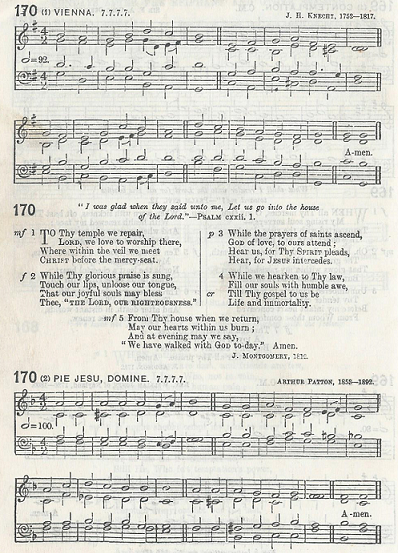 170 (1) VIENNA. 7.7.7.7.
J. H. KNECHT, 1752—1817.
=92.
A-men.
170
"I was glad when they said unto me, Let us go into the house
of the Lord."—PSALM cxxii. 1.
mf 1 TO Thy temple we repair,
LORD, we love to worship there,
Where within the veil we meet
CHRIST before the mercy-seat.
f 2 While Thy glorious praise is sung,
Touch our lips, unloose our tongue,
That our joyful souls may bless
Thee, "THE LORD, OUR RIGHTEOUSNESS."
p 3 While the prayers of saints ascend,
GOD of love, to ours attend;
Hear us, for Thy SPIRIT pleads,
Hear, for JESUS intercedes.
4 While we hearken to Thy law,
Fill our souls with humble awe,
cr Till Thy gospel to us be
Life and immortality.
mf 5 From Thy house when we return,
May our hearts within us burn;
And at evening may we say,
"We have walked with GOD to-day." Amen.
J. MONTGOMERY,
170 (2) PIE JESU, DOMINE. 7.7.7.7.
ARTHUR PATTON, 1853—1892.
=100.
A-men.